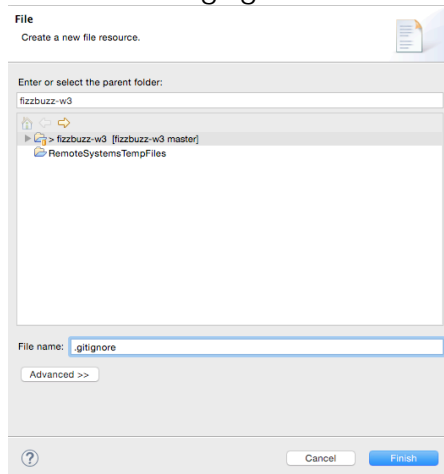 File
Create a new file resource.
Enter or select the parent folder:
fizzbuzz-w3
> fizzbuzz-w3 [fizzbuzz-w3 master]
RemoteSystemsTempFiles
File name: .gitignore
Advanced >>
? Cancel Finish